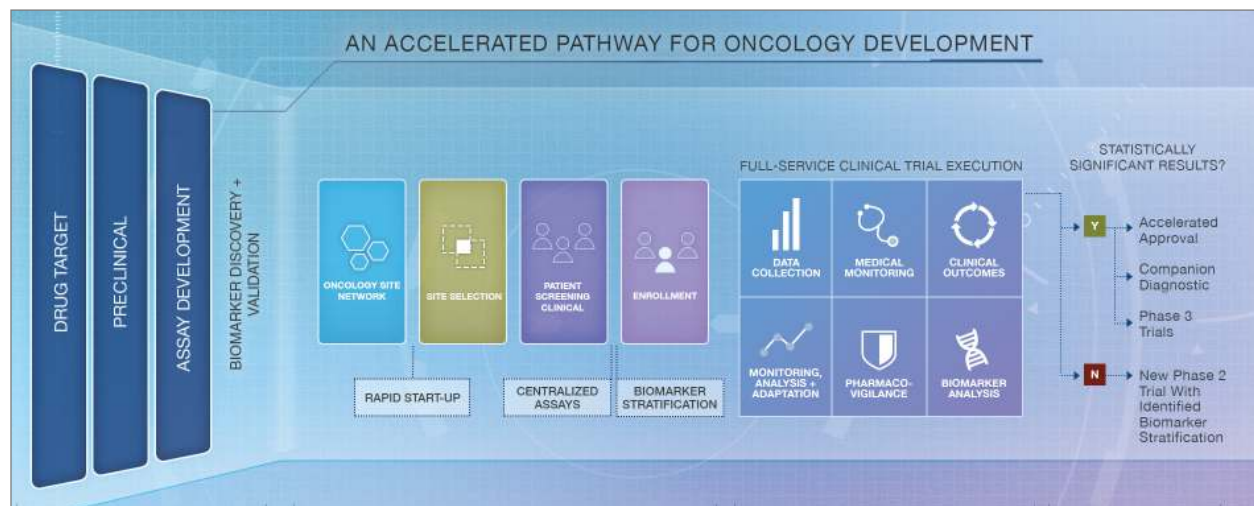 AN ACCELERATED PATHWAY FOR ONCOLOGY DEVELOPMENT
DRUG TARGET
PRECLINICAL
ASSAY DEVELOPMENT
BIOMARKER DISCOVERY +
VALIDATION
ONCOLOGY SITE
NETWORK
SITE SELECTION
PATIENT
SCREENING
CLINICAL
ENROLLMENT
RAPID START-UP
CENTRALIZED
ASSAYS
BIOMARKER
STRATIFICATION
FULL-SERVICE CLINICAL TRIAL EXECUTION
DATA
COLLECTION
MEDICAL
MONITORING
CLINICAL
OUTCOMES
MONITORING,
ANALYSIS +
ADAPTATION
PHARMACO-
VIGILANCE
BIOMARKER
ANALYSIS
STATISTICALLY
SIGNIFICANT RESULTS?
Y
Accelerated
Approval
Companion
Diagnostic
Phase 3
Trials
N
New Phase 2
Trial With
Identified
Biomarker
Stratification